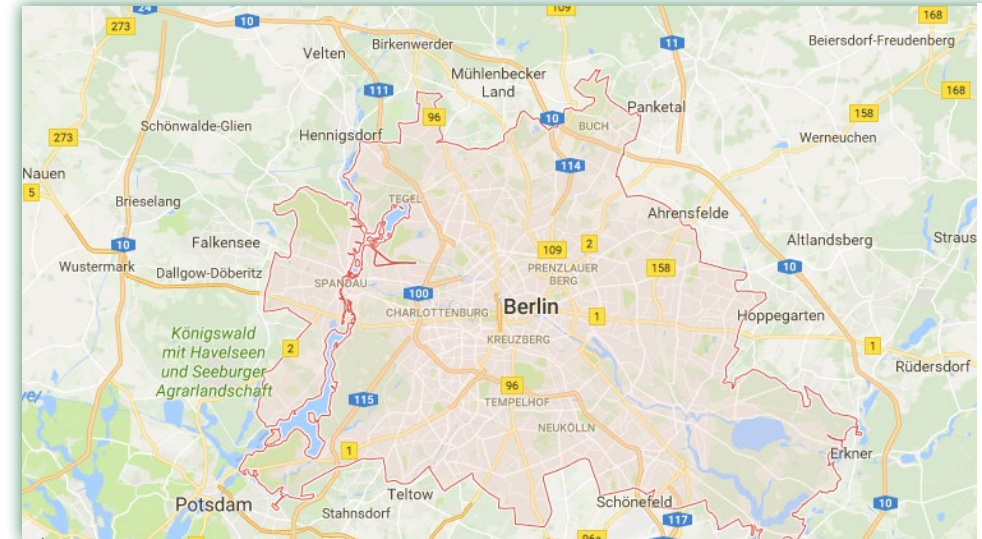 24
10
109
168
273
Velten
Birkenwerder
11
Beiersdorf-Freudenberg
Mühlenbecker
Land
111
168
Panketal
96
10
158
BUCH
Schönwalde-Glien
Hennigsdorf
273
Werneuchen
114
Nauen
5
Brieselang
TEGEL
Ahrensfelde
10
Falkensee
109
2
Altlandsberg
Straus
Wustermark
Dallgow-Döberitz
PRENZLAUER
BERG
158
10
SPANDAU
100
CHARLOTTENBURG
Berlin
1
Hoppegarten
Königswald
mit Havelseen
und Seeburger
Agrarlandschaft
2
KREUZBERG
1
Rüdersdorf
96
115
TEMPELHOF
NEUKÖLLN
1
Erkner
Potsdam
Teltow
Stahnsdorf
Schönefeld
10
117
96a